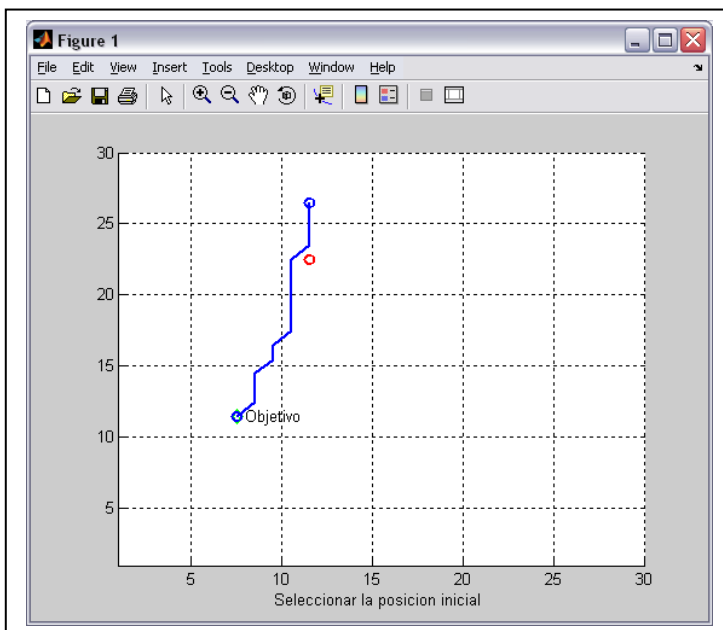 Figure 1
File Edit View Insert Tools Desktop Window Help
30
25
20
15
10
5
Objetivo
5 10 15 20 25 30
Seleccionar la posicion inicial